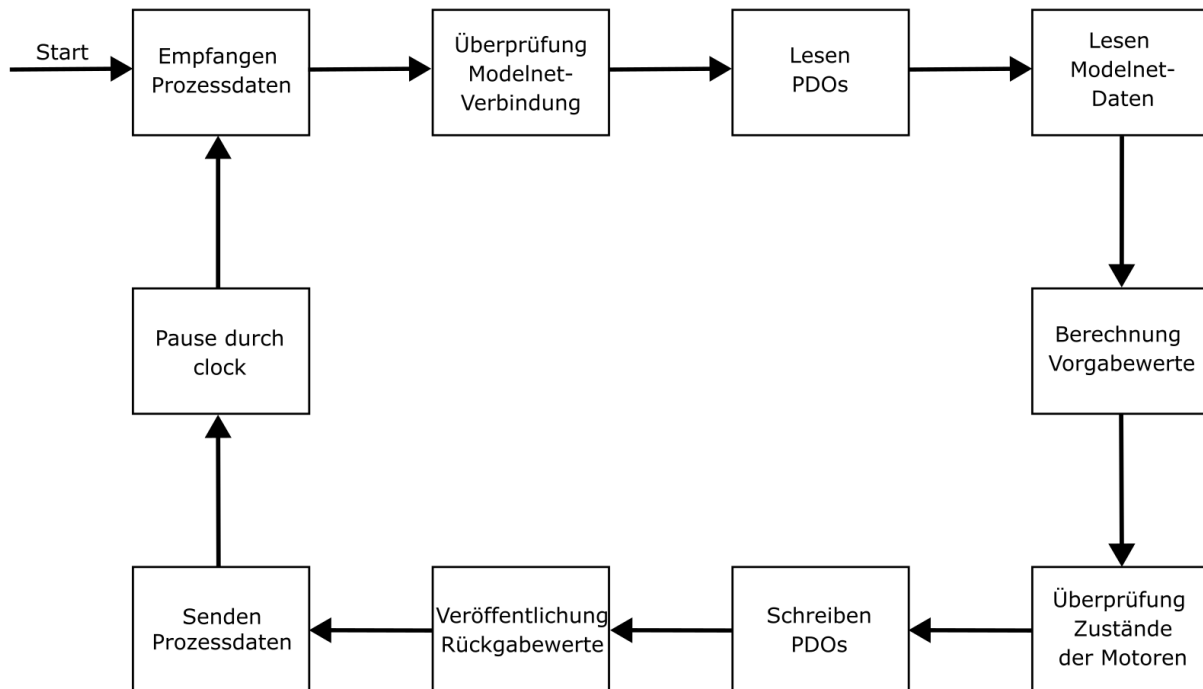 Start
Empfangen
Prozessdaten
Überprüfung
Modelnet-
Verbindung
Lesen
PDOs
Lesen
Modelnet-
Daten
Berechnung
Vorgabewerte
Überprüfung
Zustände
der Motoren
Schreiben
PDOs
Veröffentlichung
Rückgabewerte
Senden
Prozessdaten
Pause durch
clock